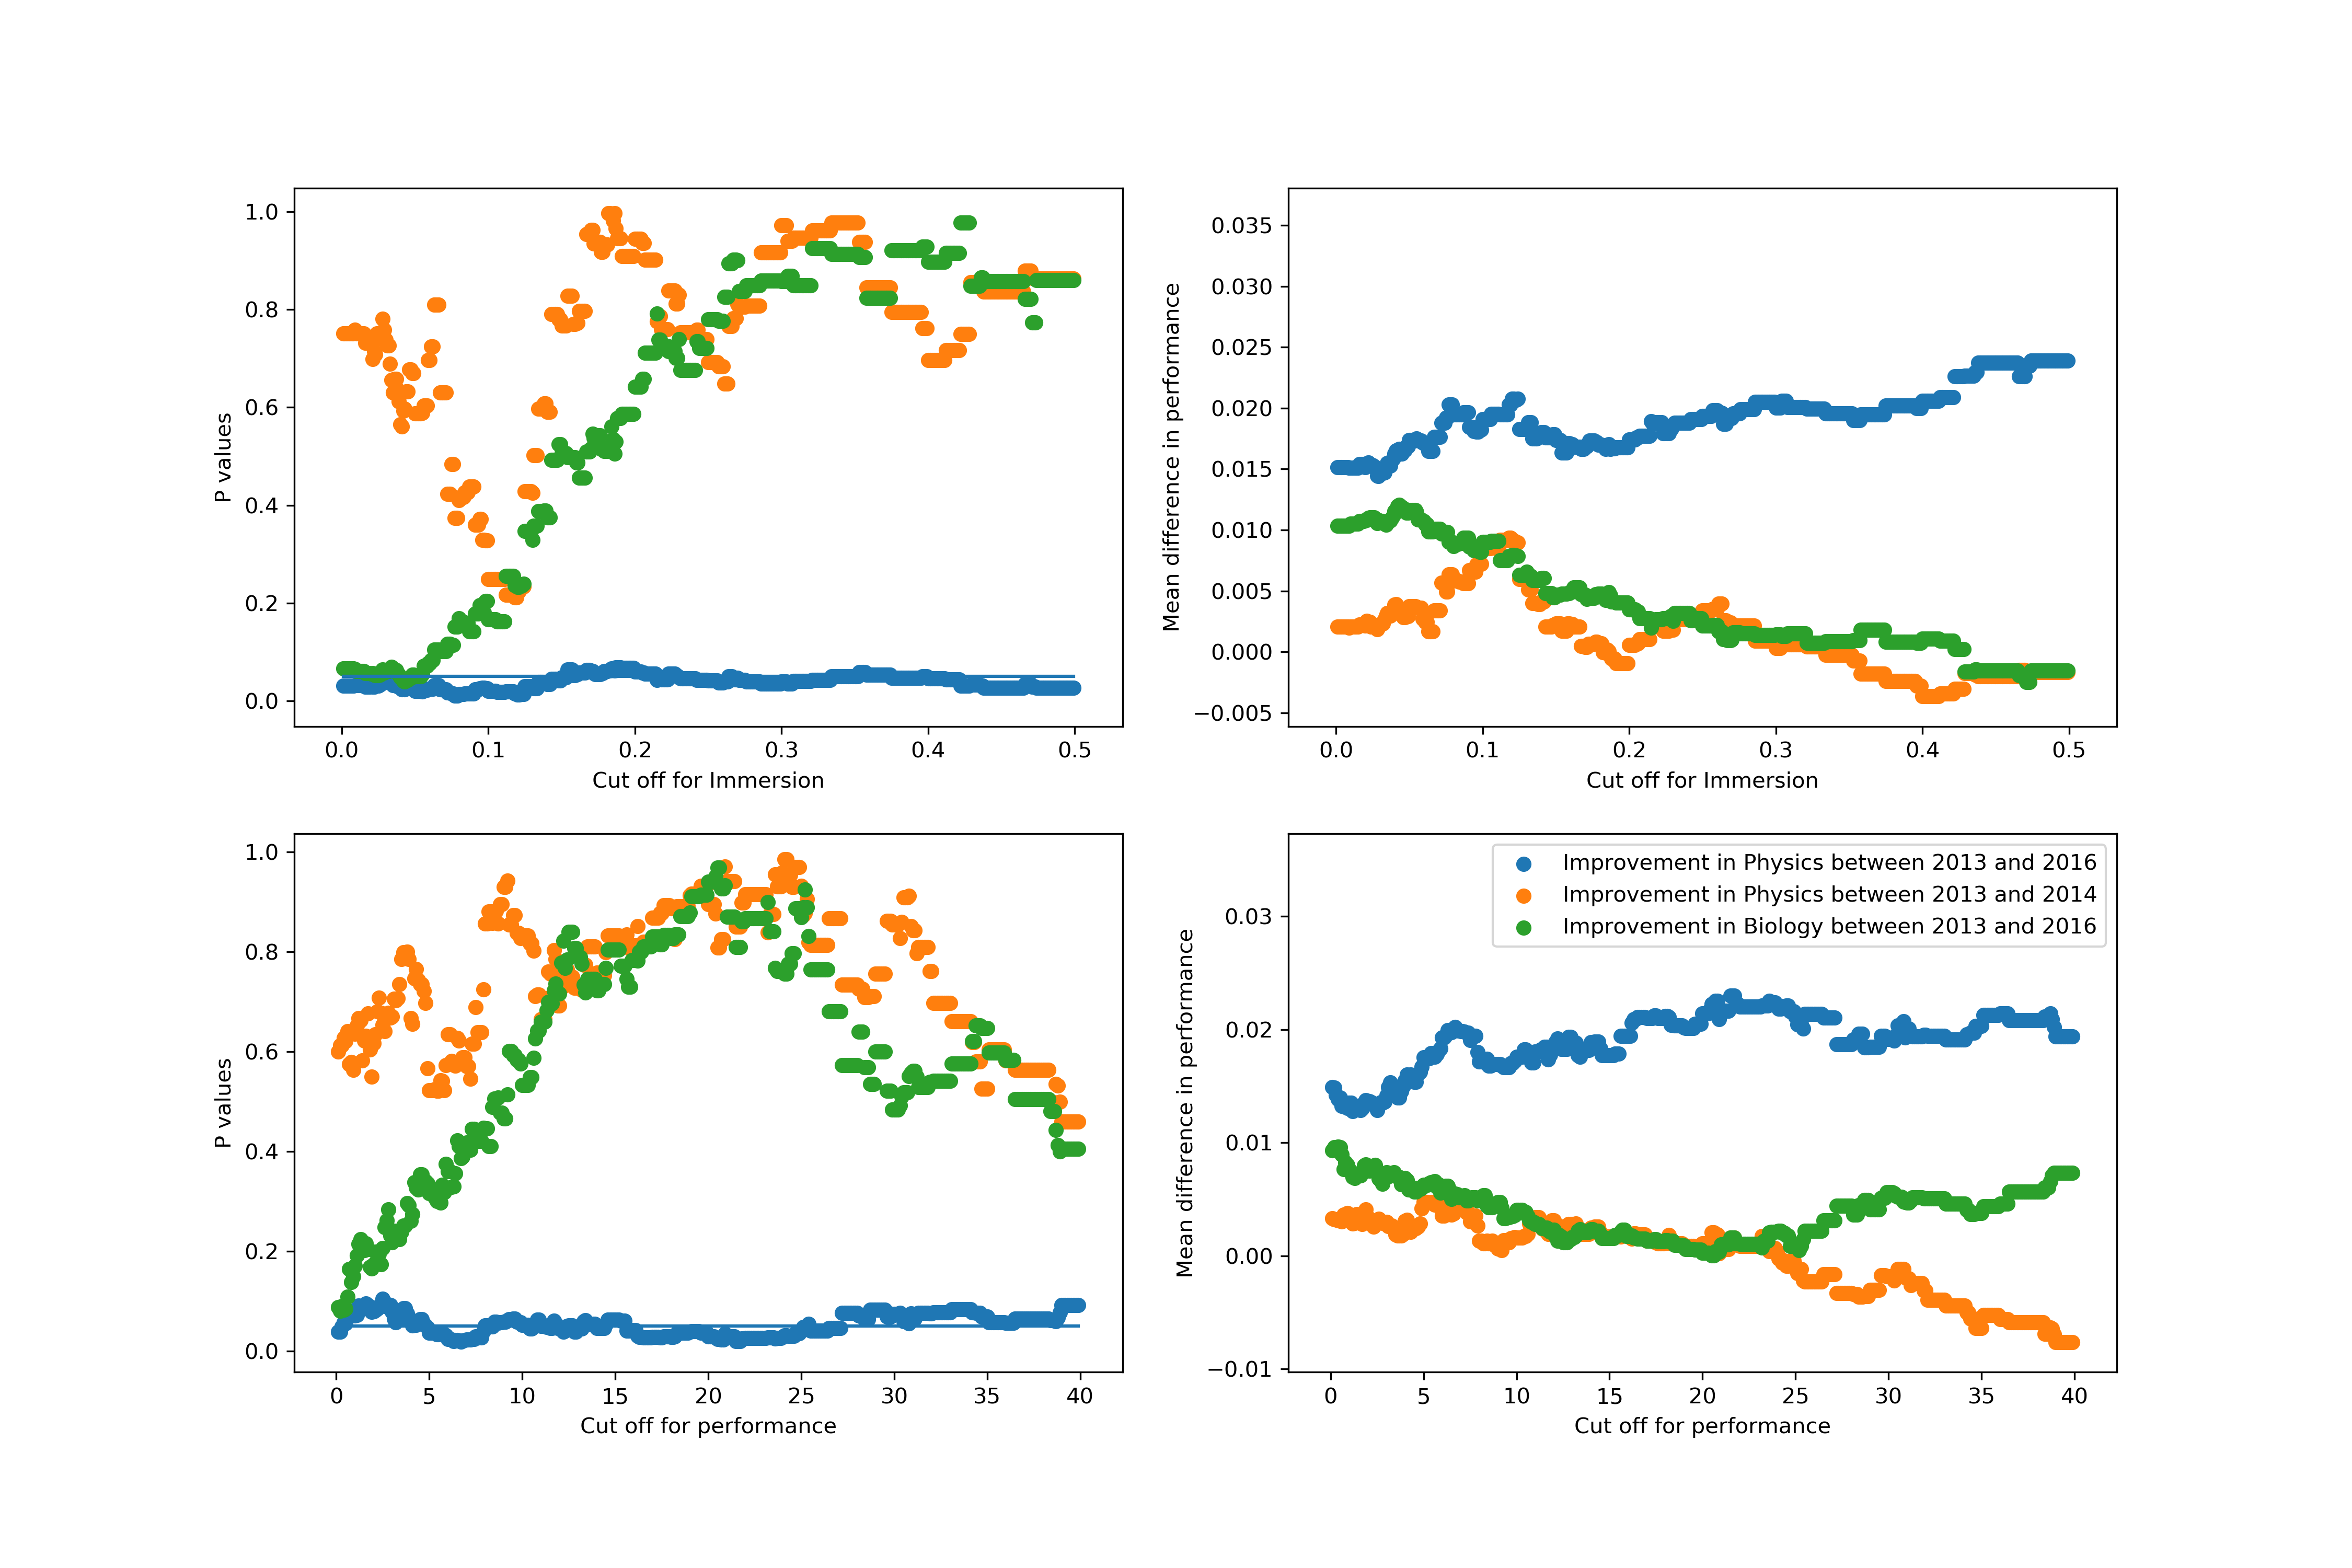 1.0
0.8
0.6
0.4
0.2
0.0
P values
0.0 0.1 0.2 0.3 0.4 0.5
Cut off for Immersion
0.035
0.030
0.025
0.020
0.015
0.010
0.005
0.000
−0.005
Mean difference in performance
0.0 0.1 0.2 0.3 0.4 0.5
Cut off for Immersion
1.0
0.8
0.6
0.4
0.2
0.0
P values
0 5 10 15 20 25 30 35 40
Cut off for performance
Improvement in Physics between 2013 and 2016
Improvement in Physics between 2013 and 2014
Improvement in Biology between 2013 and 2016
0.03
0.02
0.01
0.00
−0.01
Mean difference in performance
0 5 10 15 20 25 30 35 40
Cut off for performance